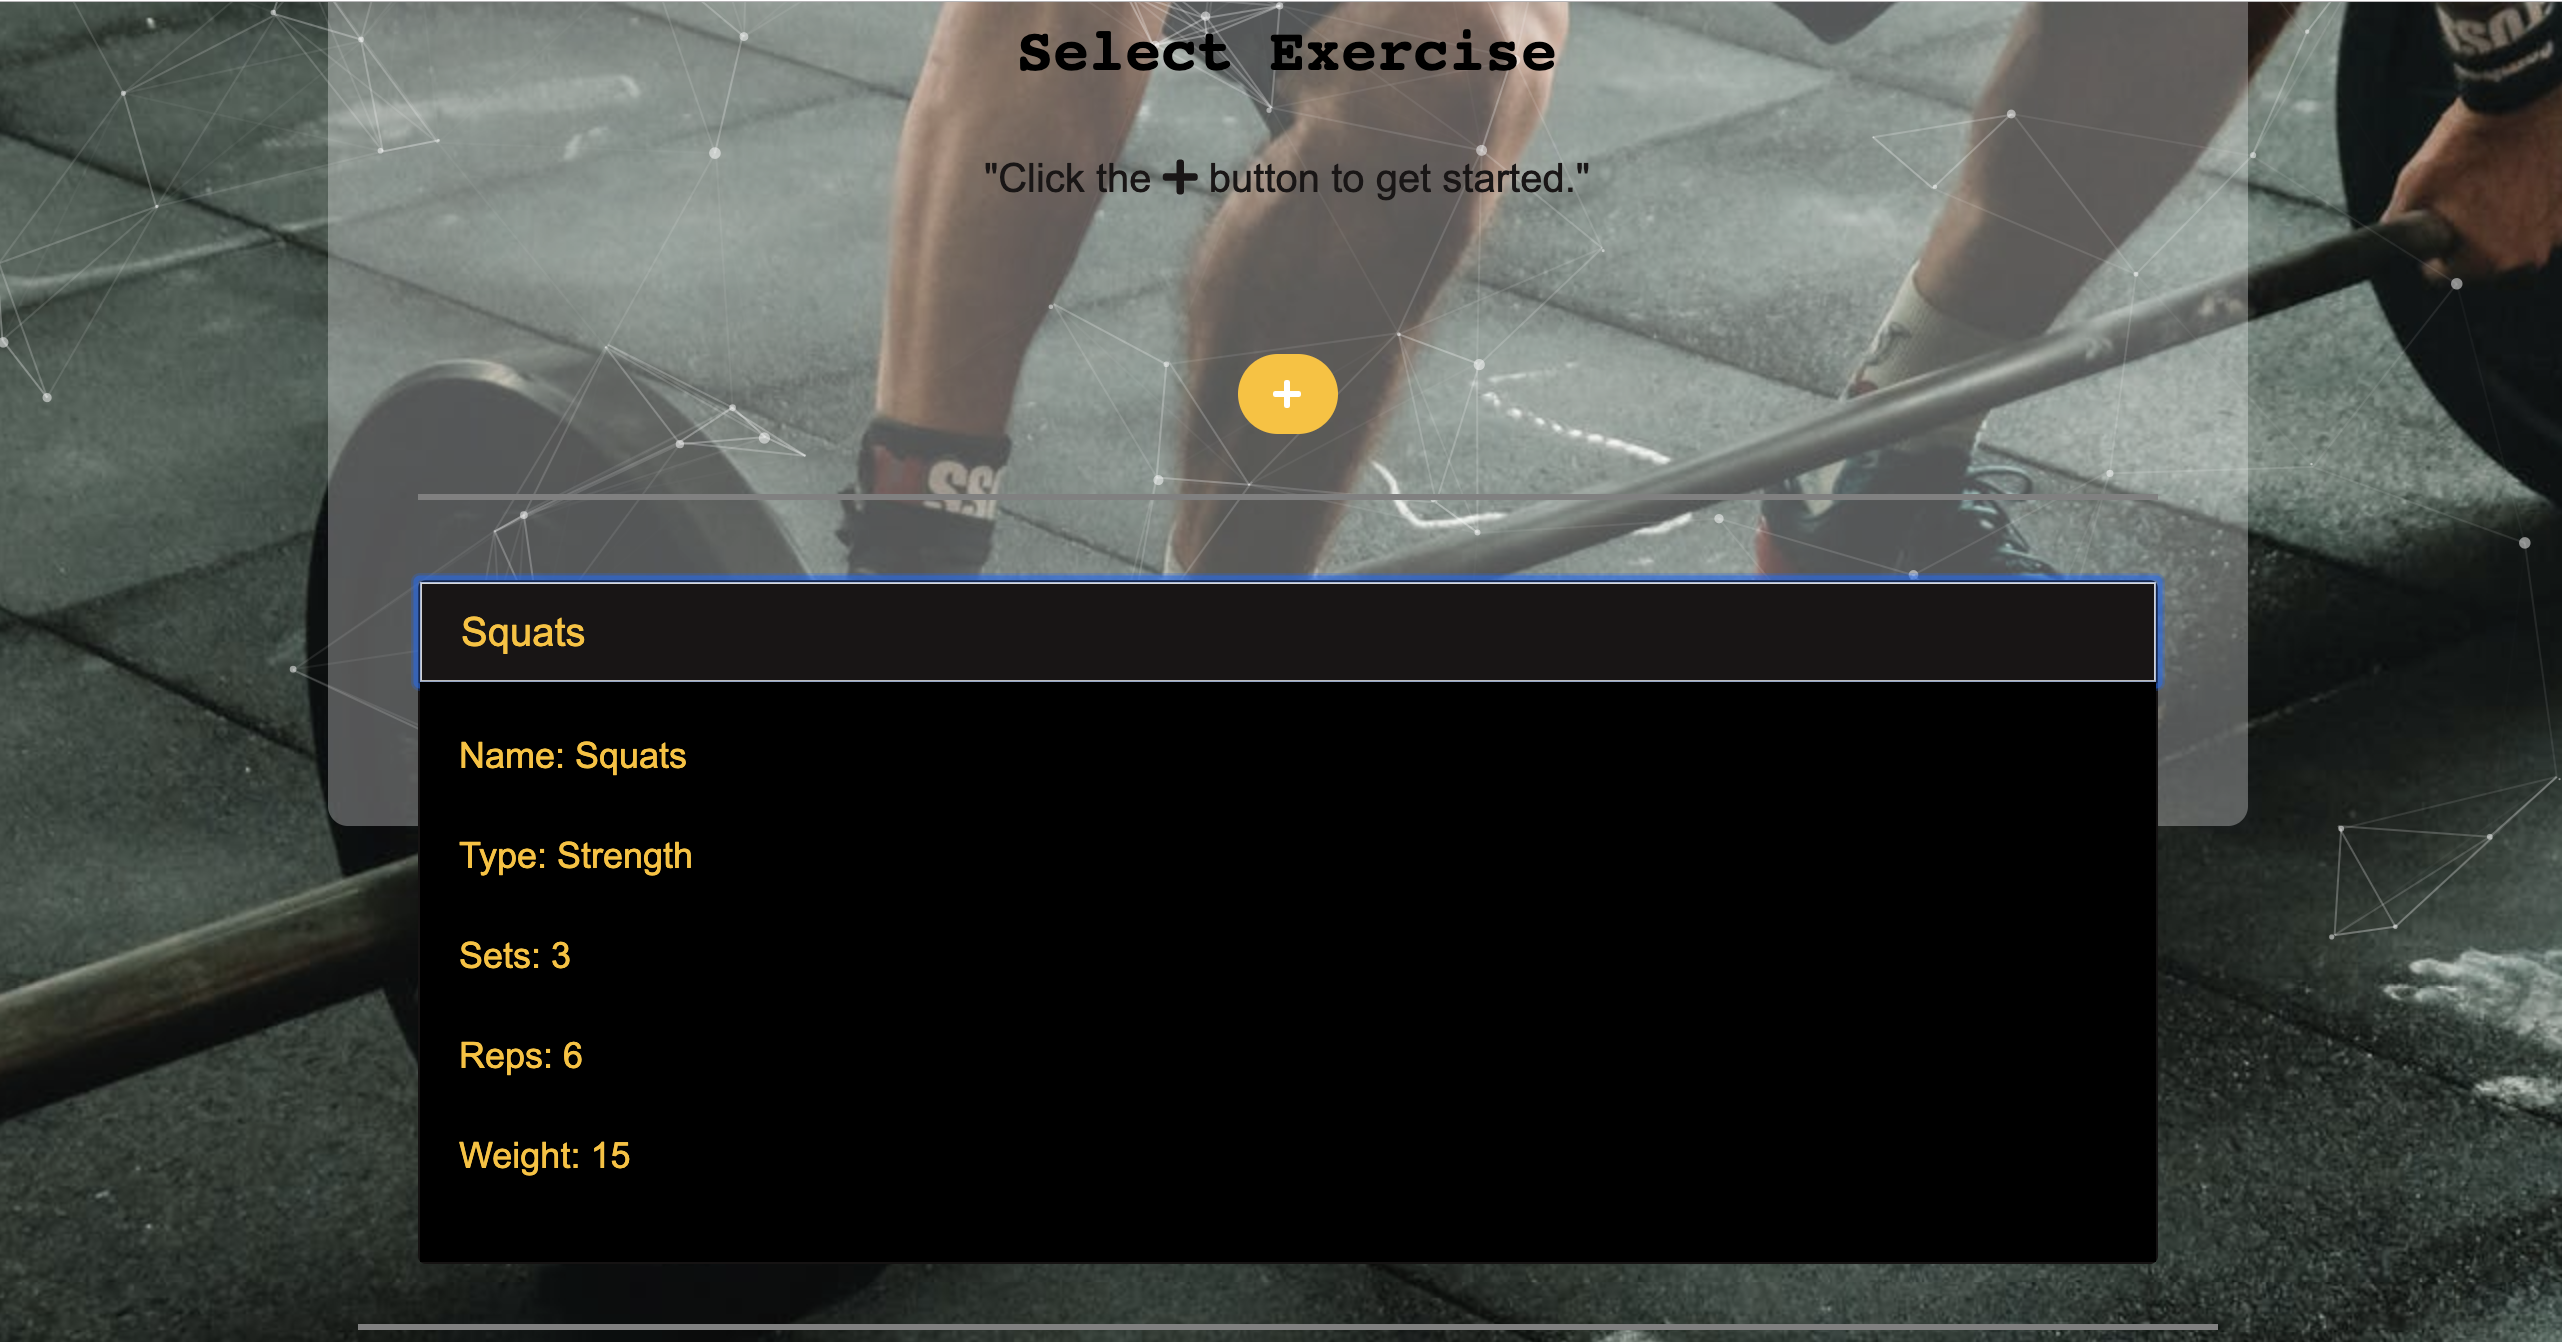 Select Exercise
"Click the + button to get started."
+
Squats
Name: Squats
Type: Strength
Sets: 3
Reps: 6
Weight: 15